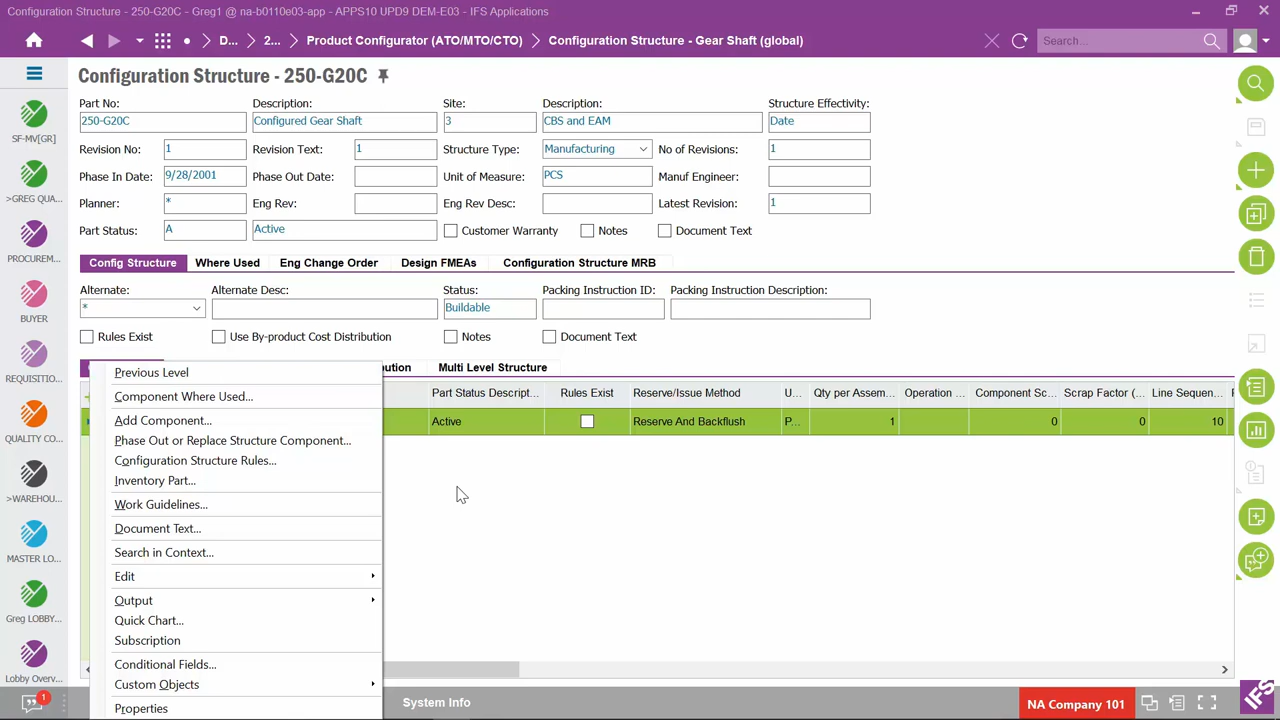 Configuration Structure - 250-G20C - Greg1 @ na-b0110e03-app - APPS10 UPD9 DEM-E03 - IFS Applications
D... 2... Product Configurator (ATO/MTO/CTO) Configuration Structure - Gear Shaft (global) Search...
Configuration Structure - 250-G20C
Part No: Description: Site: Description: Structure Effectivity:
250-G20C Configured Gear Shaft 3 CBS and EAM Date
Revision No: 1 Revision Text: 1 Structure Type: Manufacturing No of Revisions: 1
Phase In Date: 9/28/2001 Phase Out Date: Unit of Measure: PCS Manuf Engineer:
Planner: * Eng Rev: Eng Rev Desc: Latest Revision: 1
Part Status: A Active Customer Warranty Notes Document Text
Config Structure Where Used Eng Change Order Design FMEAs Configuration Structure MRB
Alternate: Alternate Desc: Status: Packing Instruction ID: Packing Instruction Description:
* Buildable
Rules Exist Use By-product Cost Distribution Notes Document Text
bution Multi Level Structure
Part Status Descript... Rules Exist Reserve/Issue Method U... Qty per Assem... Operation ... Component Sc... Scrap Factor (... Line Sequen...
Active Reserve And Backflush P... 1 0 0 10
Previous Level
Component Where Used...
Add Component...
Phase Out or Replace Structure Component...
Configuration Structure Rules...
Inventory Part...
Work Guidelines...
Document Text...
Search in Context...
Edit
Output
Quick Chart...
Subscription
Conditional Fields...
Custom Objects
Properties
SF-MV[GR]
>GREG QUA...
PROCUREM...
BUYER
REQUISITIO...
QUALITY CO...
>WAREHOU...
MASTER LO...
Greg LOBBY...
Lobby Overv...
1
System Info NA Company 101 IFS